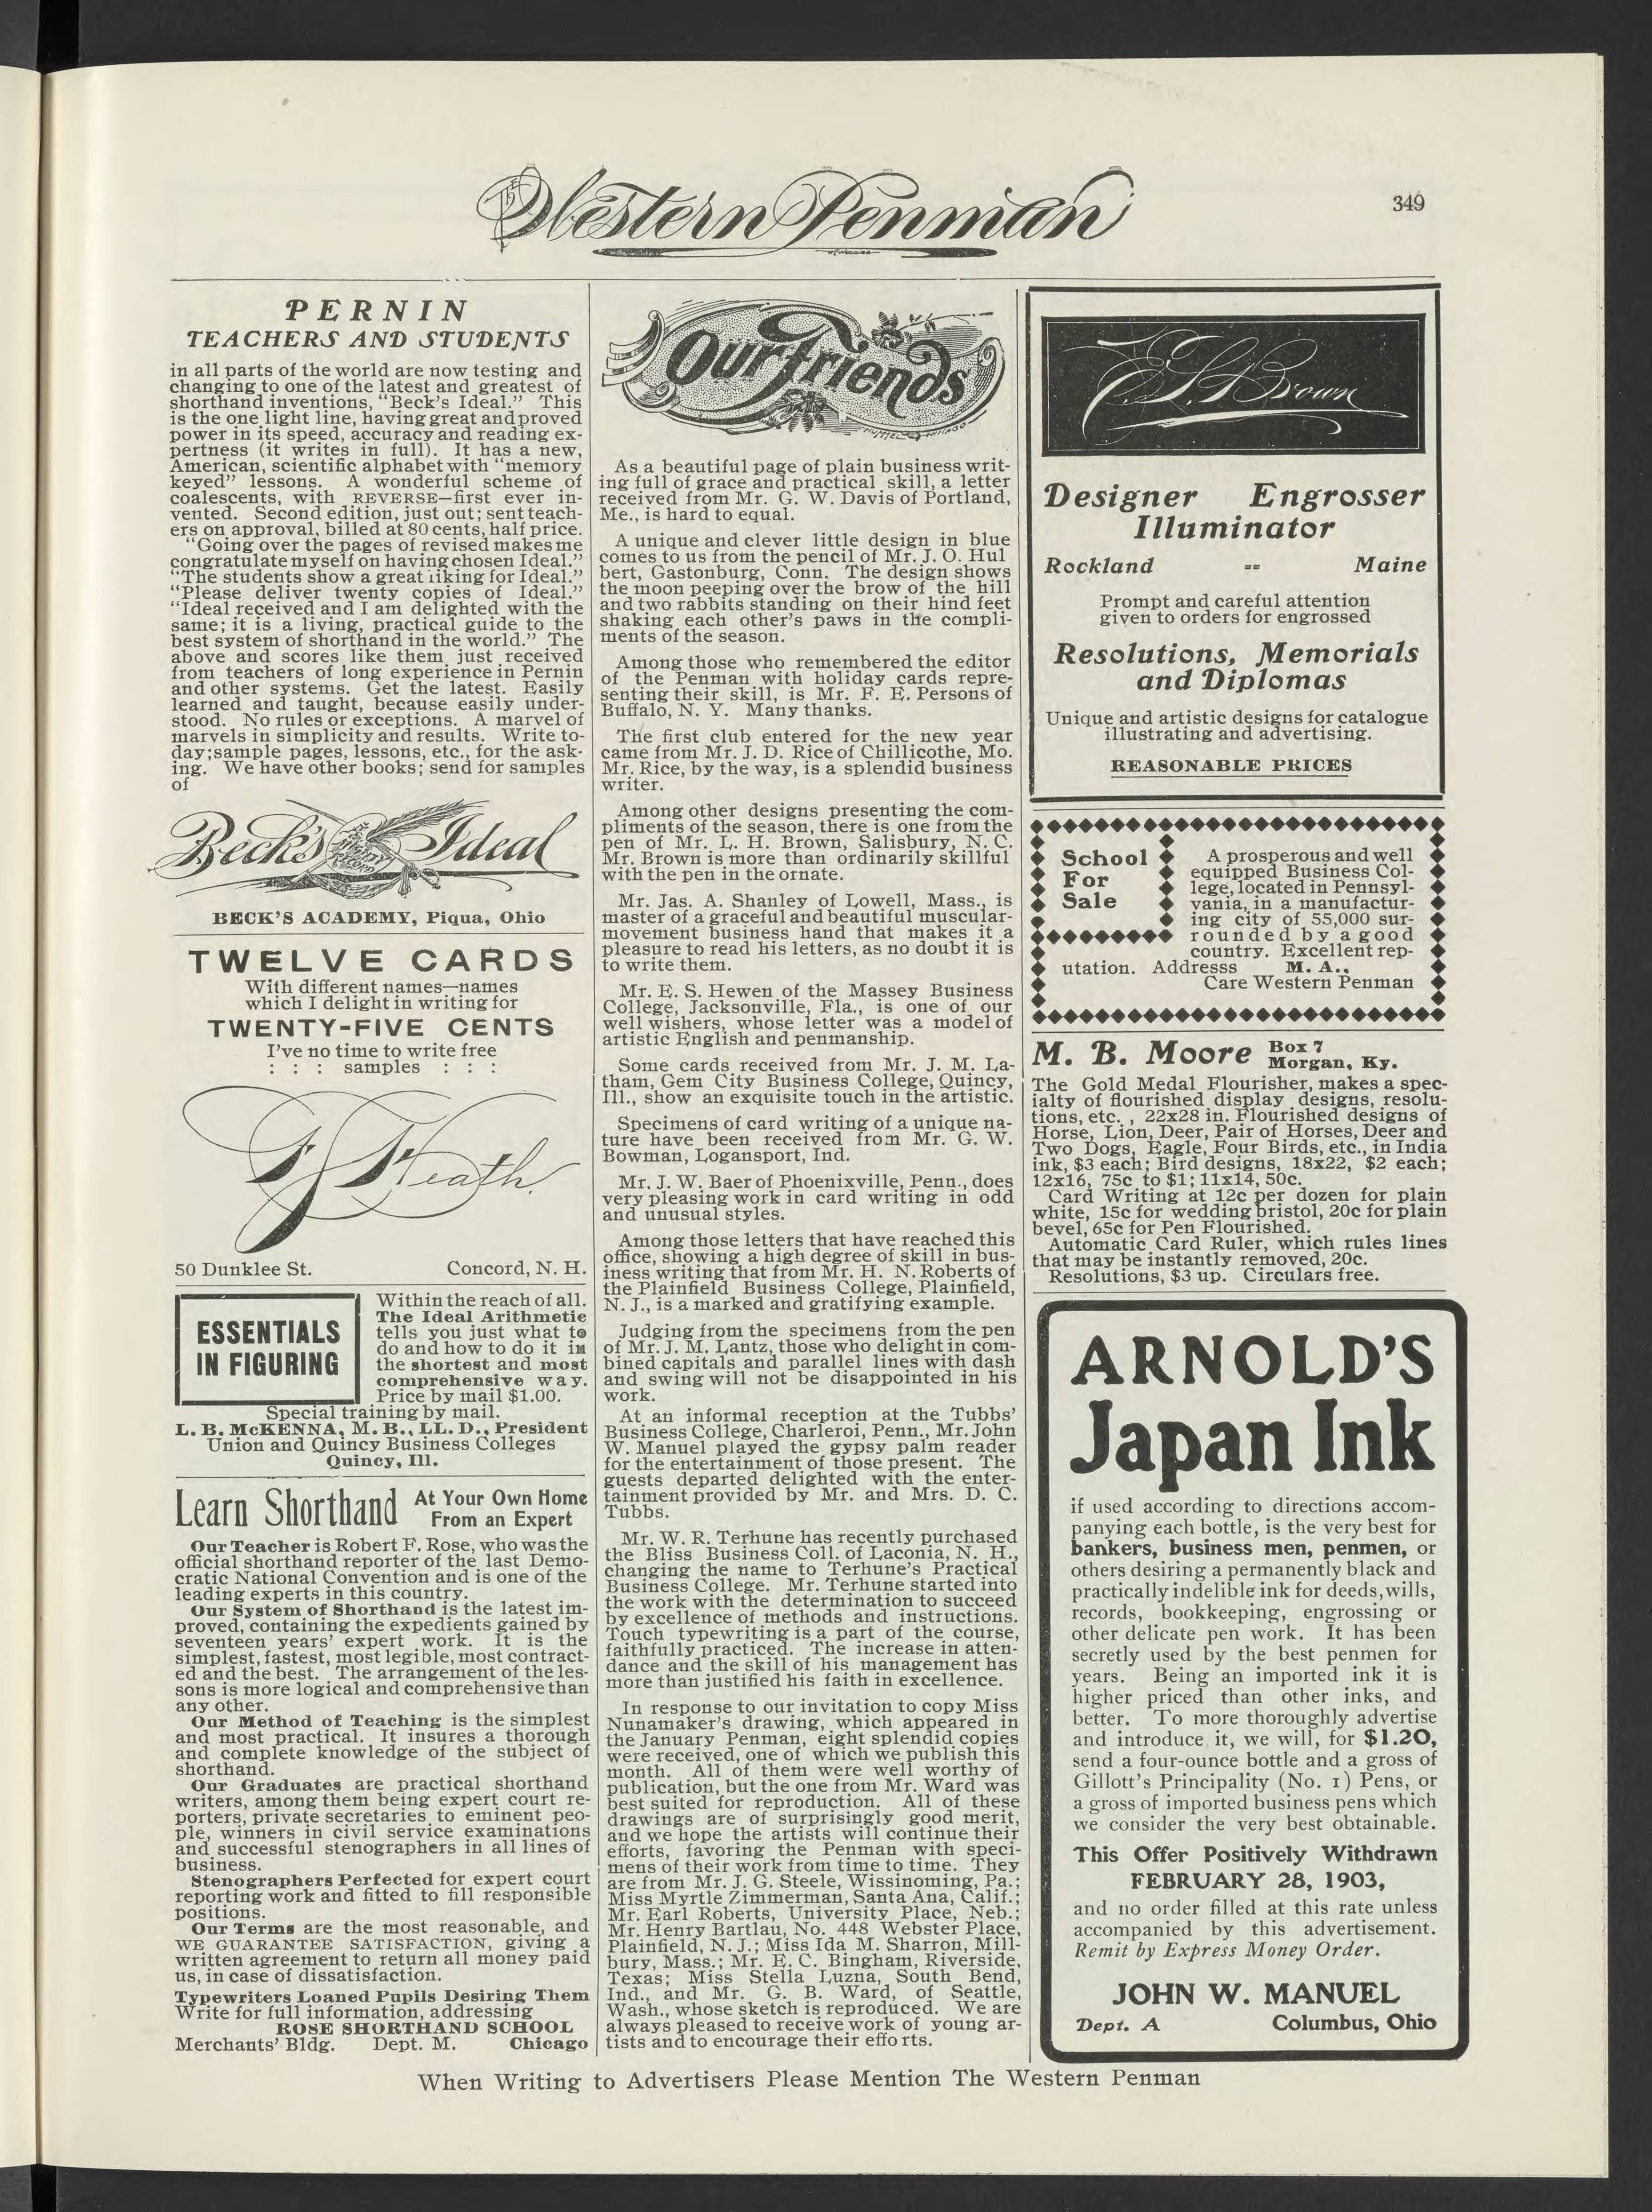 The Western Penman
349
PERNIN
TEACHERS AND STUDENTS
in all parts of the world are now testing and
changing to one of the latest and greatest of
shorthand inventions, "Beck's Ideal." This
is the one light line, having great and proved
power in its speed, accuracy and reading ex-
pertness (it writes in full). It has a new,
American, scientific alphabet with "memory
keyed" lessons. A wonderful scheme of
coalescents, with REVERSE—first ever in-
vented. Second edition, just out; sent teach-
ers on approval, billed at 80 cents, half price.
"Going over the pages of revised makes me
congratulate myself on having chosen Ideal."
"The students show a great liking for Ideal."
"Please deliver twenty copies of Ideal."
"Ideal received and I am delighted with the
same; it is a living, practical guide to the
best system of shorthand in the world." The
above and scores like them just received
from teachers of long experience in Pernin
and other systems. Get the latest. Easily
learned and taught, because easily under-
stood. No rules or exceptions. A marvel of
marvels in simplicity and results. Write to-
day; sample pages, lessons, etc., for the ask-
ing. We have other books; send for samples
of
Beck's Ideal
BECK'S ACADEMY, Piqua, Ohio
TWELVE CARDS
With different names—names
which I delight in writing for
TWENTY-FIVE CENTS
I've no time to write free
: : : samples : : :
Heath.
50 Dunklee St. Concord, N. H.
ESSENTIALS
IN FIGURING
Within the reach of all.
The Ideal Arithmetic
tells you just what to
do and how to do it in
the shortest and most
comprehensive way.
Price by mail $1.00.
Special training by mail.
L. B. McKENNA, M. B., LL. D., President
Union and Quincy Business Colleges
Quincy, Ill.
Learn Shorthand At Your Own Home
From an Expert
Our Teacher is Robert F. Rose, who was the
official shorthand reporter of the last Demo-
cratic National Convention and is one of the
leading experts in this country.
Our System of Shorthand is the latest im-
proved, containing the expedients gained by
seventeen years' expert work. It is the
simplest, fastest, most legible, most contract-
ed and the best. The arrangement of the les-
sons is more logical and comprehensive than
any other.
Our Method of Teaching is the simplest
and most practical. It insures a thorough
and complete knowledge of the subject of
shorthand.
Our Graduates are practical shorthand
writers, among them being expert court re-
porters, private secretaries to eminent peo-
ple, winners in civil service examinations
and successful stenographers in all lines of
business.
Stenographers Perfected for expert court
reporting work and fitted to fill responsible
positions.
Our Terms are the most reasonable, and
WE GUARANTEE SATISFACTION, giving a
written agreement to return all money paid
us, in case of dissatisfaction.
Typewriters Loaned Pupils Desiring Them
Write for full information, addressing
ROSE SHORTHAND SCHOOL
Merchants' Bldg. Dept. M. Chicago
Our Friends
HUMMEL CHICAGO
As a beautiful page of plain business writ-
ing full of grace and practical skill, a letter
received from Mr. G. W. Davis of Portland,
Me., is hard to equal.
A unique and clever little design in blue
comes to us from the pencil of Mr. J. O. Hul
bert, Gastonburg, Conn. The design shows
the moon peeping over the brow of the hill
and two rabbits standing on their hind feet
shaking each other's paws in the compli-
ments of the season.
Among those who remembered the editor
of the Penman with holiday cards repre-
senting their skill, is Mr. F. E. Persons of
Buffalo, N. Y. Many thanks.
The first club entered for the new year
came from Mr. J. D. Rice of Chillicothe, Mo.
Mr. Rice, by the way, is a splendid business
writer.
Among other designs presenting the com-
pliments of the season, there is one from the
pen of Mr. L. H. Brown, Salisbury, N. C.
Mr. Brown is more than ordinarily skillful
with the pen in the ornate.
Mr. Jas. A. Shanley of Lowell, Mass., is
master of a graceful and beautiful muscular-
movement business hand that makes it a
pleasure to read his letters, as no doubt it is
to write them.
Mr. E. S. Hewen of the Massey Business
College, Jacksonville, Fla., is one of our
well wishers, whose letter was a model of
artistic English and penmanship.
Some cards received from Mr. J. M. La-
tham, Gem City Business College, Quincy,
Ill., show an exquisite touch in the artistic.
Specimens of card writing of a unique na-
ture have been received from Mr. G. W.
Bowman, Logansport, Ind.
Mr. J. W. Baer of Phoenixville, Penn., does
very pleasing work in card writing in odd
and unusual styles.
Among those letters that have reached this
office, showing a high degree of skill in bus-
iness writing that from Mr. H. N. Roberts of
the Plainfield Business College, Plainfield,
N. J., is a marked and gratifying example.
Judging from the specimens from the pen
of Mr. J. M. Lantz, those who delight in com-
bined capitals and parallel lines with dash
and swing will not be disappointed in his
work.
At an informal reception at the Tubbs'
Business College, Charleroi, Penn., Mr. John
W. Manuel played the gypsy palm reader
for the entertainment of those present. The
guests departed delighted with the enter-
tainment provided by Mr. and Mrs. D. C.
Tubbs.
Mr. W. R. Terhune has recently purchased
the Bliss Business Coll. of Laconia, N. H.,
changing the name to Terhune's Practical
Business College. Mr. Terhune started into
the work with the determination to succeed
by excellence of methods and instructions.
Touch typewriting is a part of the course,
faithfully practiced. The increase in atten-
dance and the skill of his management has
more than justified his faith in excellence.
In response to our invitation to copy Miss
Nunamaker's drawing, which appeared in
the January Penman, eight splendid copies
were received, one of which we publish this
month. All of them were well worthy of
publication, but the one from Mr. Ward was
best suited for reproduction. All of these
drawings are of surprisingly good merit,
and we hope the artists will continue their
efforts, favoring the Penman with speci-
mens of their work from time to time. They
are from Mr. J. G. Steele, Wissinoming, Pa.;
Miss Myrtle Zimmerman, Santa Ana, Calif.;
Mr. Earl Roberts, University Place, Neb.;
Mr. Henry Bartlau, No. 448 Webster Place,
Plainfield, N. J.; Miss Ida M. Sharron, Mill-
bury, Mass.; Mr. E. C. Bingham, Riverside,
Texas; Miss Stella Luzna, South Bend,
Ind., and Mr. G. B. Ward, of Seattle,
Wash., whose sketch is reproduced. We are
always pleased to receive work of young ar-
tists and to encourage their effo rts.
E. L. Brown
Designer Engrosser
Illuminator
Rockland -- Maine
Prompt and careful attention
given to orders for engrossed
Resolutions, Memorials
and Diplomas
Unique and artistic designs for catalogue
illustrating and advertising.
REASONABLE PRICES
School
For
Sale
A prosperous and well
equipped Business Col-
lege, located in Pennsyl-
vania, in a manufactur-
ing city of 55,000 sur-
rounded by a good
country. Excellent rep-
utation. Addresss M. A.,
Care Western Penman
M. B. Moore Box 7
Morgan, Ky.
The Gold Medal Flourisher, makes a spec-
ialty of flourished display designs, resolu-
tions, etc. , 22x28 in. Flourished designs of
Horse, Lion, Deer, Pair of Horses, Deer and
Two Dogs, Eagle, Four Birds, etc., in India
ink, $3 each; Bird designs, 18x22, $2 each;
12x16, 75c to $1; 11x14, 50c.
Card Writing at 12c per dozen for plain
white, 15c for wedding bristol, 20c for plain
bevel, 65c for Pen Flourished.
Automatic Card Ruler, which rules lines
that may be instantly removed, 20c.
Resolutions, $3 up. Circulars free.
ARNOLD'S
Japan Ink
if used according to directions accom-
panying each bottle, is the very best for
bankers, business men, penmen, or
others desiring a permanently black and
practically indelible ink for deeds, wills,
records, bookkeeping, engrossing or
other delicate pen work. It has been
secretly used by the best penmen for
years. Being an imported ink it is
higher priced than other inks, and
better. To more thoroughly advertise
and introduce it, we will, for $1.20,
send a four-ounce bottle and a gross of
Gillott's Principality (No. 1) Pens, or
a gross of imported business pens which
we consider the very best obtainable.
This Offer Positively Withdrawn
FEBRUARY 28, 1903,
and no order filled at this rate unless
accompanied by this advertisement.
Remit by Express Money Order.
JOHN W. MANUEL
Dept. A Columbus, Ohio
When Writing to Advertisers Please Mention The Western Penman